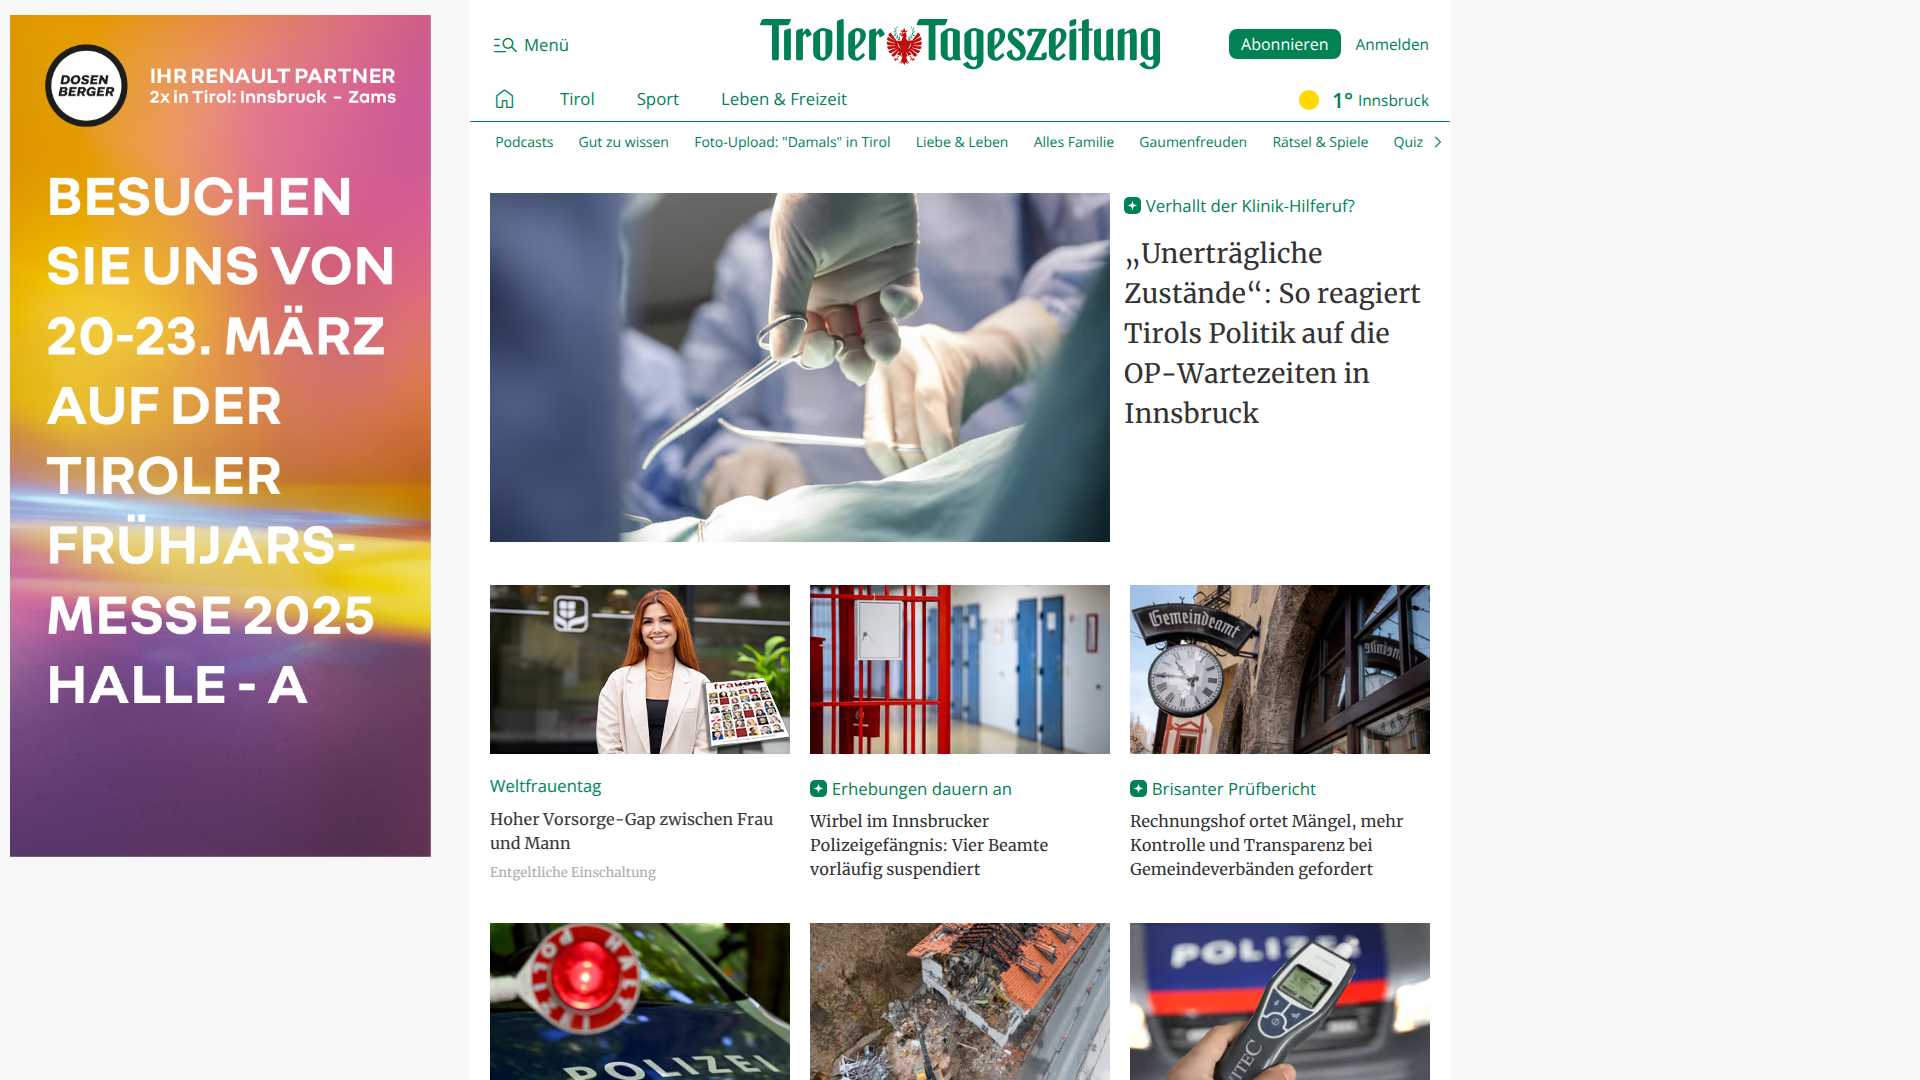 DOSEN
BERGER
IHR RENAULT PARTNER
2x in Tirol: Innsbruck - Zams
BESUCHEN
SIE UNS VON
20-23. MÄRZ
AUF DER
TIROLER
FRÜHJARS-
MESSE 2025
HALLE - A
Menü
Tiroler Tageszeitung
Abonnieren
Anmelden
Tirol
Sport
Leben & Freizeit
1° Innsbruck
Podcasts
Gut zu wissen
Foto-Upload: "Damals" in Tirol
Liebe & Leben
Alles Familie
Gaumenfreuden
Rätsel & Spiele
Quiz
Verhallt der Klinik-Hilferuf?
„Unerträgliche
Zustände“: So reagiert
Tirols Politik auf die
OP-Wartezeiten in
Innsbruck
frauen
Weltfrauentag
Hoher Vorsorge-Gap zwischen Frau
und Mann
Entgeltliche Einschaltung
Erhebungen dauern an
Wirbel im Innsbrucker
Polizeigefängnis: Vier Beamte
vorläufig suspendiert
Gemeindeamt
Brisanter Prüfbericht
Rechnungshof ortet Mängel, mehr
Kontrolle und Transparenz bei
Gemeindeverbänden gefordert
HALT
POLIZEI
POLIZEI